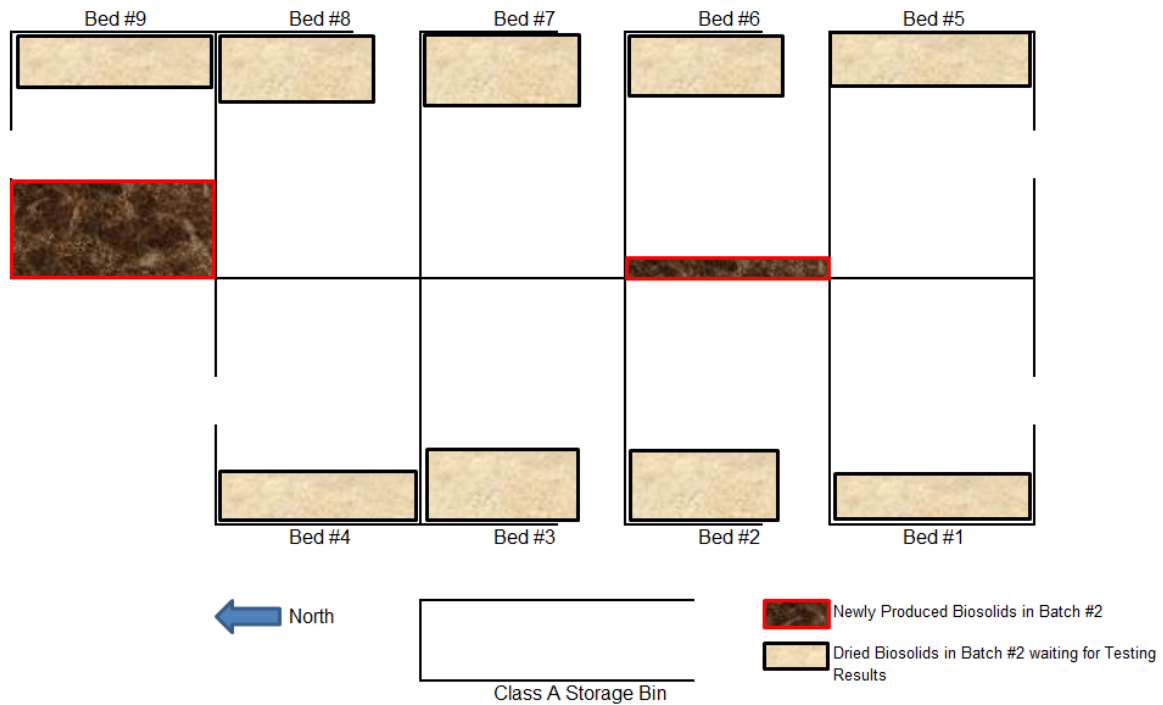 Bed #9
Bed #8
Bed #7
Bed #6
Bed #5
Bed #4
Bed #3
Bed #2
Bed #1
North
Class A Storage Bin
Newly Produced Biosolids in Batch #2
Dried Biosolids in Batch #2 waiting for Testing
Results